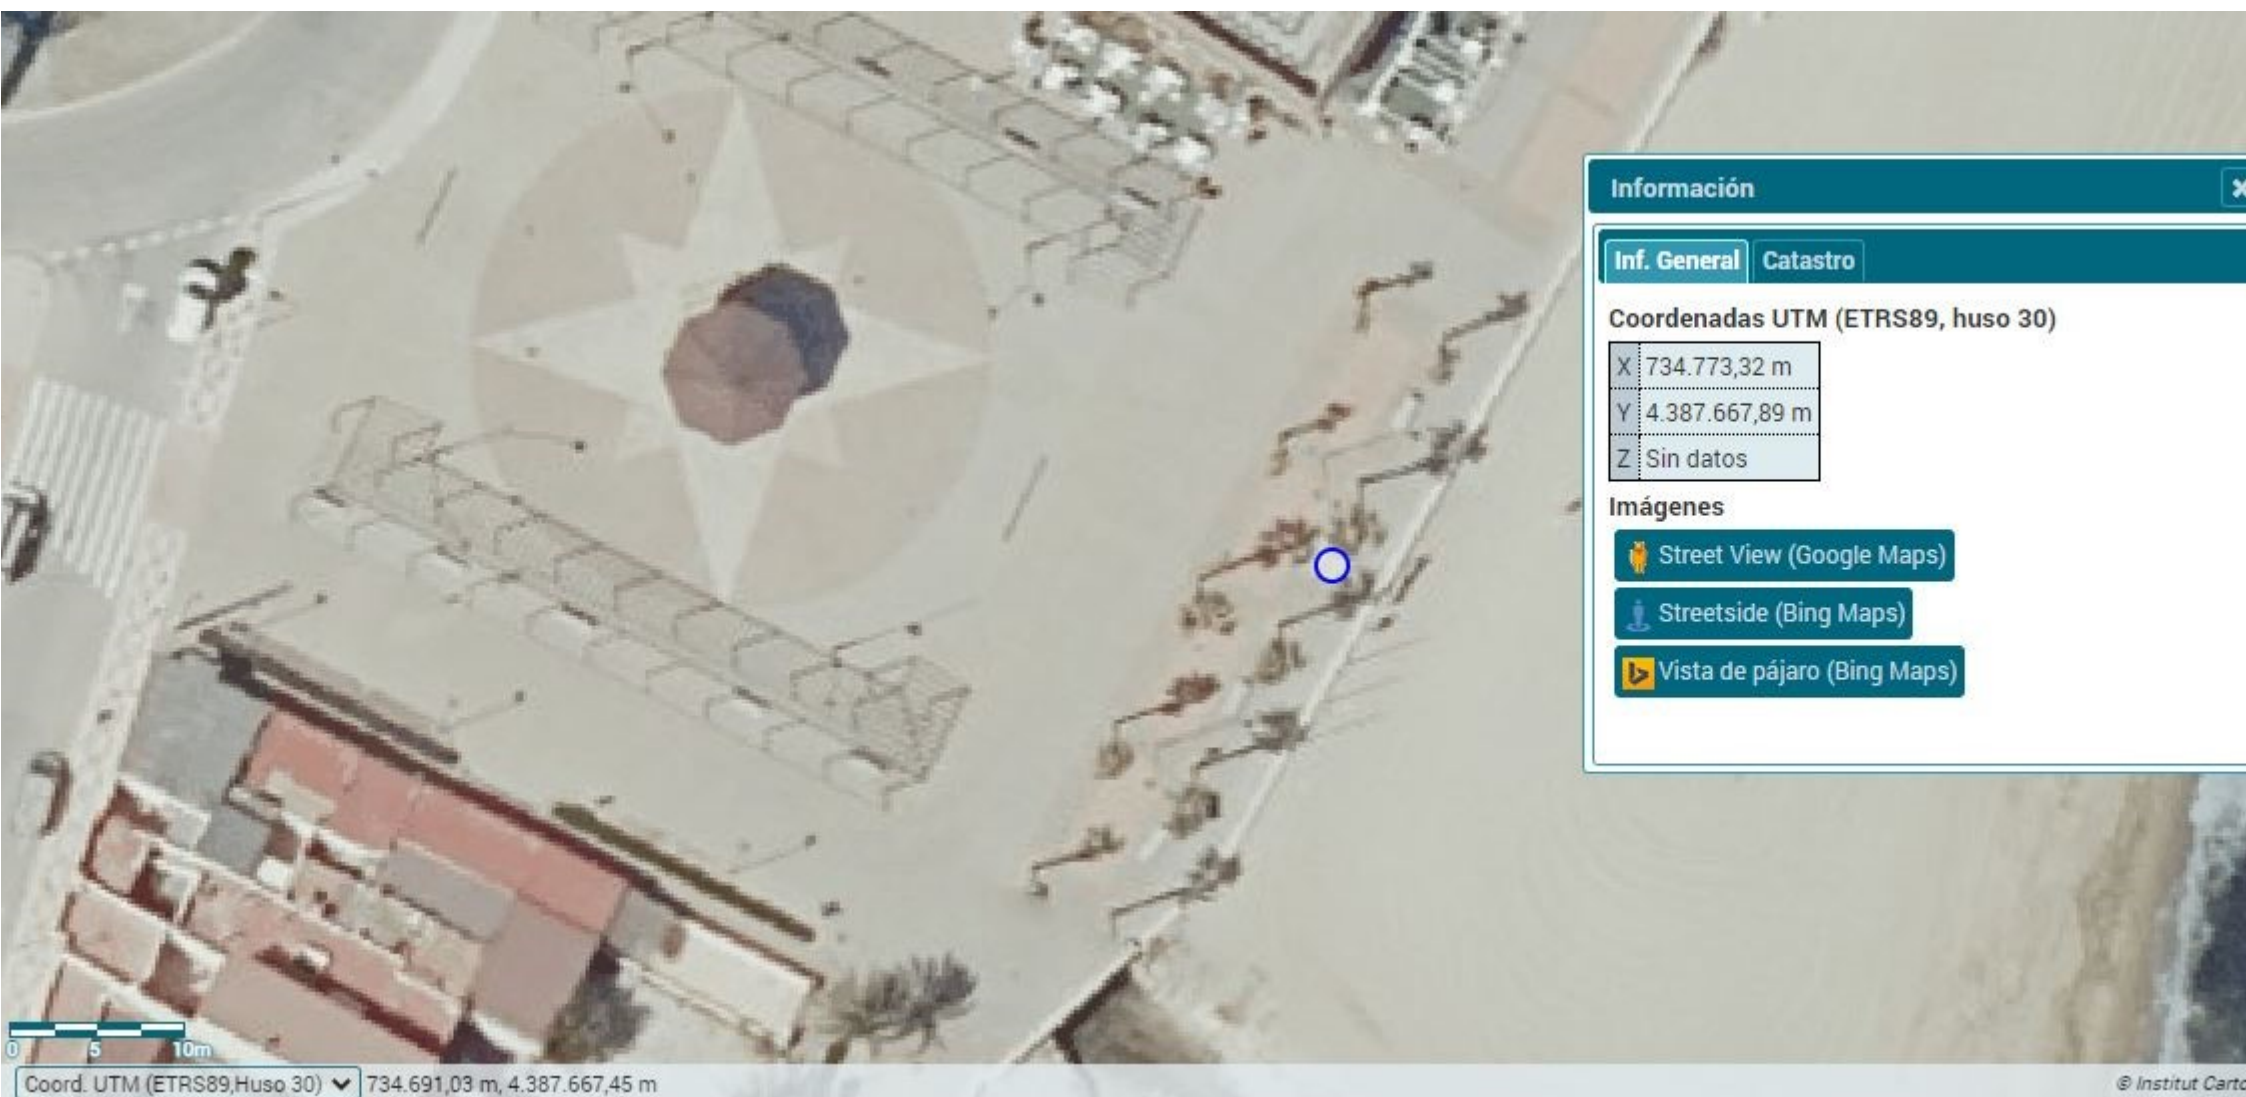 Información
Inf. General Catastro
Coordenadas UTM (ETRS89, huso 30)
X 734.773,32 m
Y 4.387.667,89 m
Z Sin datos
Imágenes
Street View (Google Maps)
Streetside (Bing Maps)
Vista de pájaro (Bing Maps)
0 5 10m
Coord. UTM (ETRS89,Huso 30) 734.691,03 m, 4.387.667,45 m
© Institut Carto